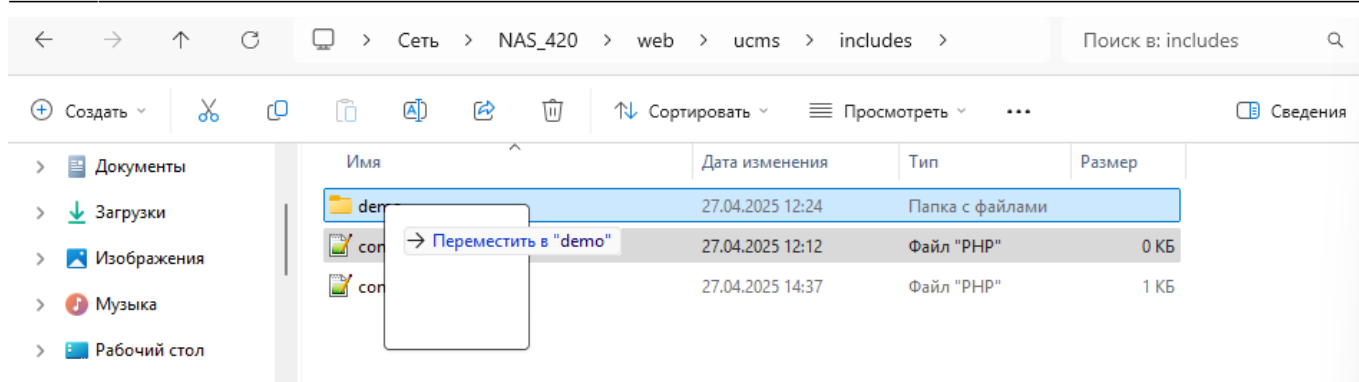 Сеть > NAS_420 > web > ucms > includes > Поиск в: includes
Создать Сортировать Просмотреть ... Сведения
Имя Дата изменения Тип Размер
Документы
Загрузки
Изображения
Музыка
Рабочий стол
27.04.2025 12:24 Папка с файлами
con 27.04.2025 12:12 Файл "PHP" 0 КБ
con 27.04.2025 14:37 Файл "PHP" 1 КБ
→ Переместить в "demo"